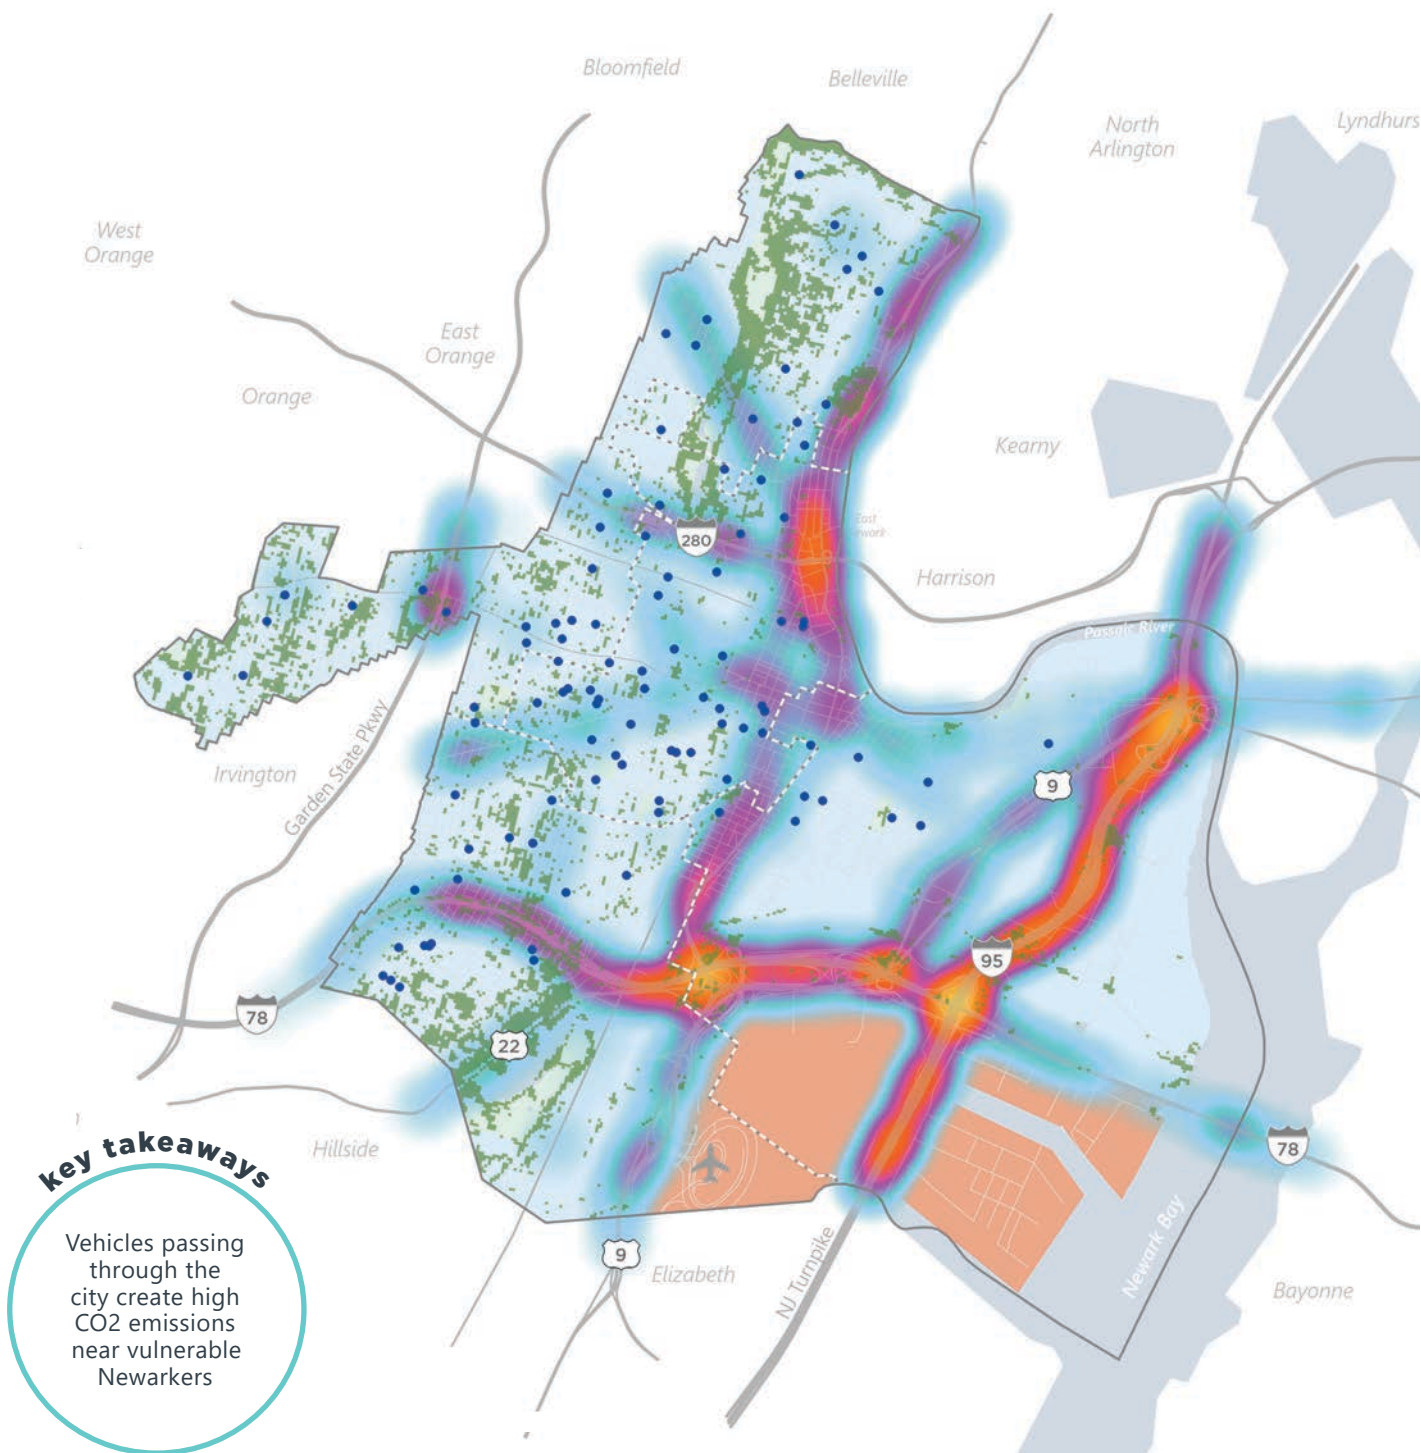 Bloomfield
Belleville
North
Arlington
Lyndhurs
West
Orange
East
Orange
Orange
Kearny
280
East
Harrison
Passaic River
Irvington
Garden State Pkwy
9
95
78
22
Hillside
78
9
Elizabeth
NJ Turnpike
Newark Bay
Bayonne
key takeaways
Vehicles passing
through the
city create high
CO2 emissions
near vulnerable
Newarkers